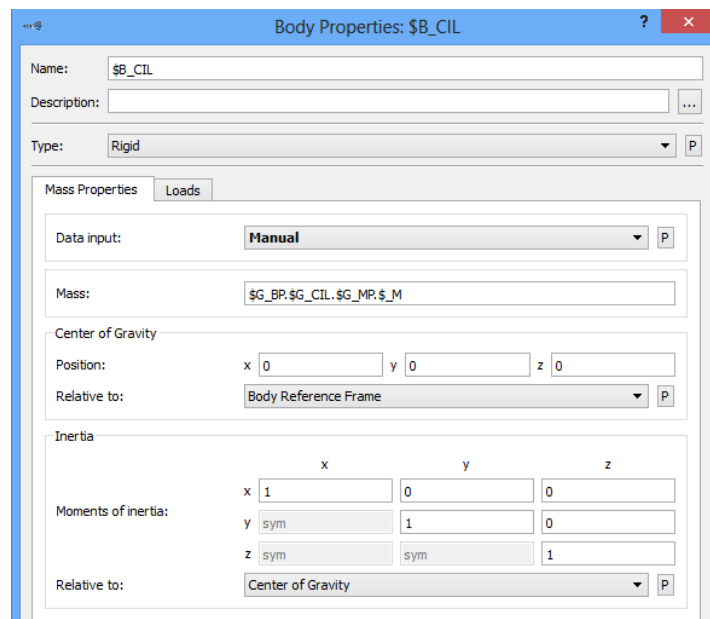 Body Properties: $B_CIL ? ×
Name: $B_CIL
Description: ...
Type: Rigid P
Mass Properties Loads
Data input: Manual P
Mass: $G_BP.$G_CIL.$G_MP.$_M
Center of Gravity
Position: x 0 y 0 z 0
Relative to: Body Reference Frame P
Inertia
x y z
x 1 0 0
Moments of inertia: y sym 1 0
z sym sym 1
Relative to: Center of Gravity P